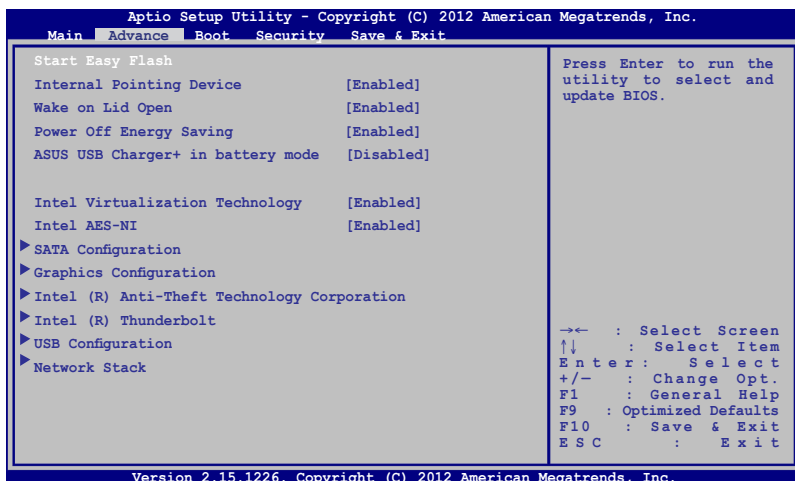 Aptio Setup Utility - Copyright (C) 2012 American Megatrends, Inc.
Main Advance Boot Security Save & Exit
Start Easy Flash
Internal Pointing Device [Enabled]
Wake on Lid Open [Enabled]
Power Off Energy Saving [Enabled]
ASUS USB Charger+ in battery mode [Disabled]
Intel Virtualization Technology [Enabled]
Intel AES-NI [Enabled]
SATA Configuration
Graphics Configuration
Intel (R) Anti-Theft Technology Corporation
Intel (R) Thunderbolt
USB Configuration
Network Stack
Press Enter to run the
utility to select and
update BIOS.
→← : Select Screen
↑↓ : Select Item
Enter: Select
+/— : Change Opt.
F1 : General Help
F9 : Optimized Defaults
F10 : Save & Exit
ESC : Exit
Version 2.15.1226. Copyright (C) 2012 American Megatrends, Inc.